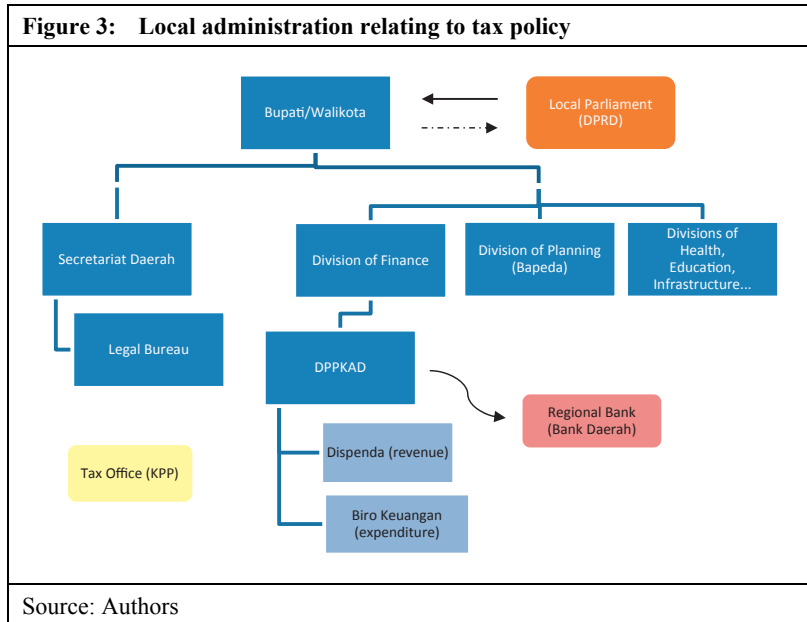 Figure 3: Local administration relating to tax policy
Bupati/Walikota
Local Parliament
(DPRD)
Secretariat Daerah
Division of Finance
Division of Planning
(Bapeda)
Divisions of
Health,
Education,
Infrastructure...
Legal Bureau
DPPKAD
Regional Bank
(Bank Daerah)
Dispenda (revenue)
Tax Office (KPP)
Biro Keuangan
(expenditure)
Source: Authors